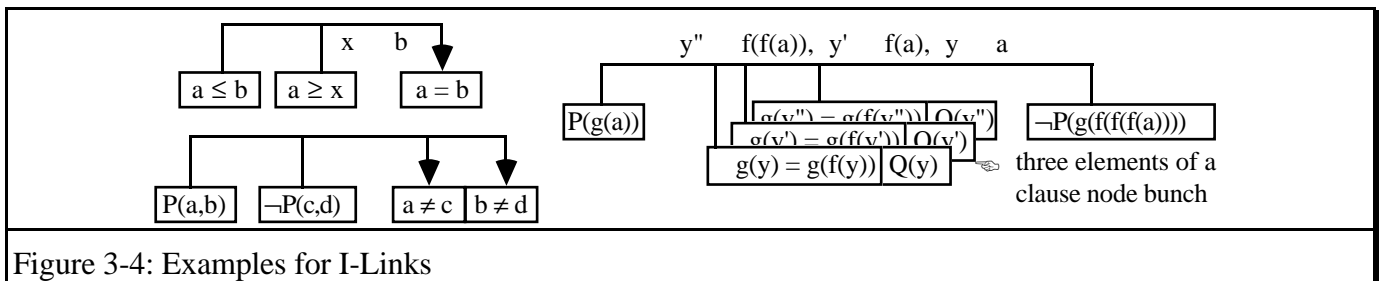 x b
a ≤ b a ≥ x a = b
P(a,b) ¬P(c,d) a ≠ c b ≠ d
y" f(f(a)), y' f(a), y a
P(g(a)) g(y") = g(f(y")) Q(y") ¬P(g(f(f(f(a))))
g(y') = g(f(y')) Q(y')
g(y) = g(f(y)) Q(y) ☜ three elements of a
clause node bunch
Figure 3-4: Examples for I-Links